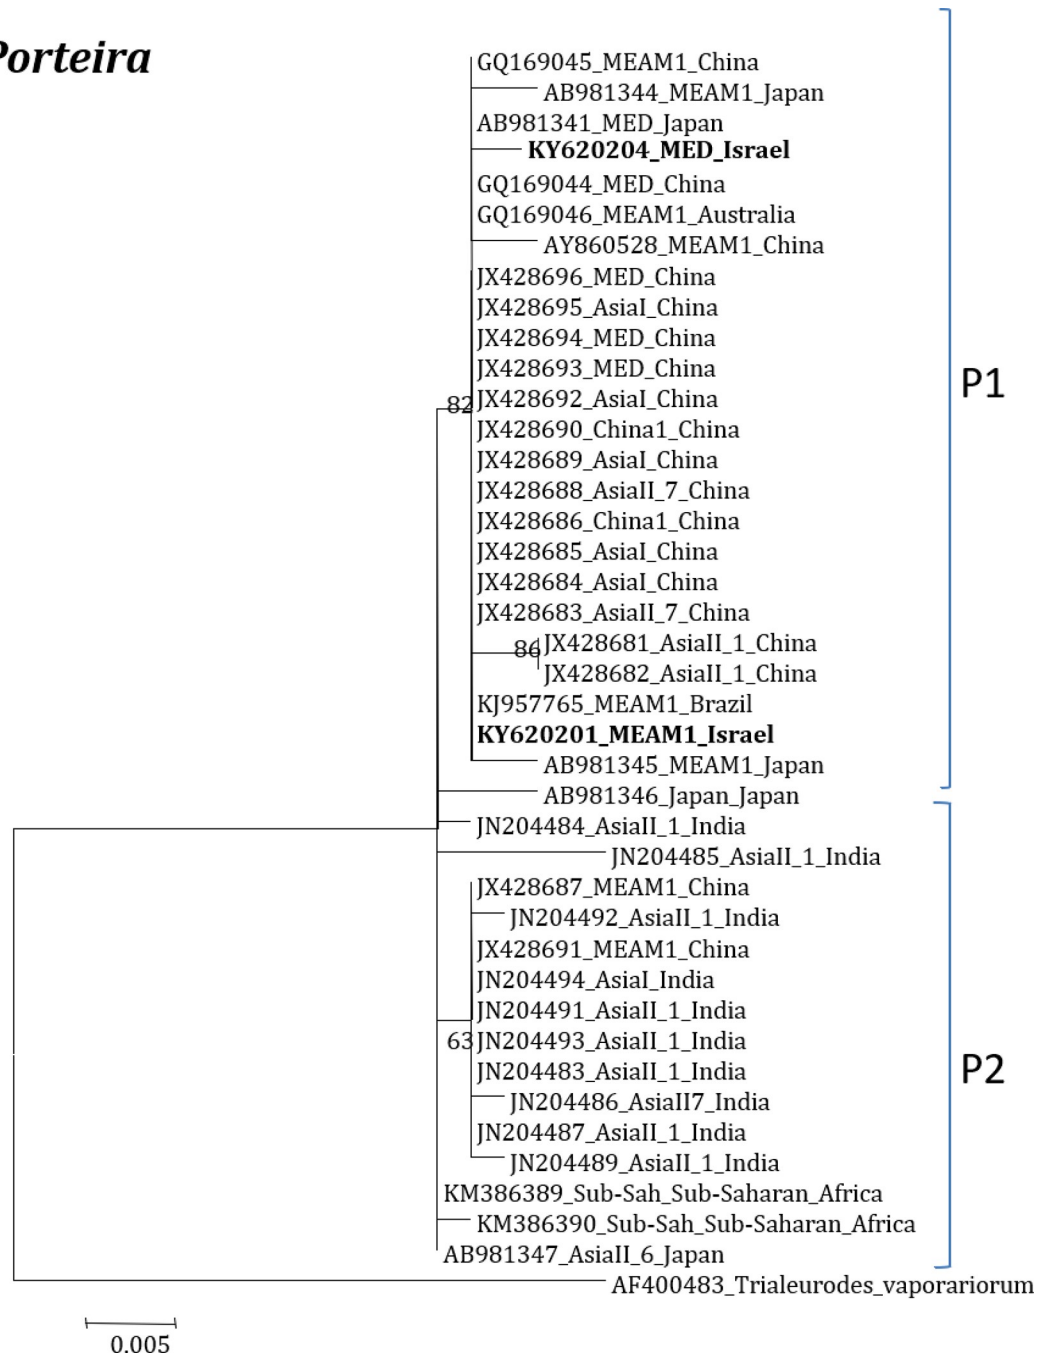 Porteira
GQ169045_MEAM1_China
AB981344_MEAM1_Japan
AB981341_MED_Japan
KY620204_MED_Israel
GQ169044_MED_China
GQ169046_MEAM1_Australia
AY860528_MEAM1_China
JX428696_MED_China
JX428695_AsiaI_China
JX428694_MED_China
JX428693_MED_China
P1
82
JX428692_AsiaI_China
JX428690_China1_China
JX428689_AsiaI_China
JX428688_AsiaII_7_China
JX428686_China1_China
JX428685_AsiaI_China
JX428684_AsiaI_China
JX428683_AsiaII_7_China
86
JX428681_AsiaII_1_China
JX428682_AsiaII_1_China
KJ957765_MEAM1_Brazil
KY620201_MEAM1_Israel
AB981345_MEAM1_Japan
AB981346_Japan_Japan
JN204484_AsiaII_1_India
JN204485_AsiaII_1_India
JX428687_MEAM1_China
JN204492_AsiaII_1_India
JX428691_MEAM1_China
JN204494_AsiaI_India
JN204491_AsiaII_1_India
63
JN204493_AsiaII_1_India
JN204483_AsiaII_1_India
P2
JN204486_AsiaII7_India
JN204487_AsiaII_1_India
JN204489_AsiaII_1_India
KM386389_Sub-Sah_Sub-Saharan_Africa
KM386390_Sub-Sah_Sub-Saharan_Africa
AB981347_AsiaII_6_Japan
AF400483_Trialeurodes_vaporariorum
0.005